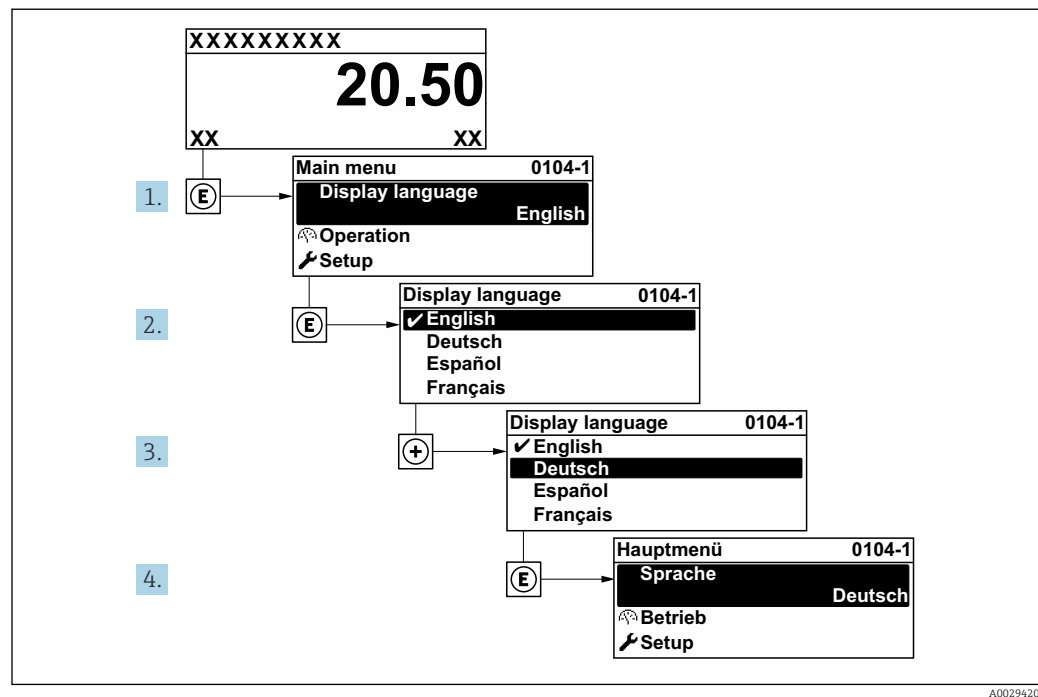 XXXXXXXXX
20.50
XX XX
1. E
Main menu 0104-1
Display language
English
Operation
Setup
2. E
Display language 0104-1
✔English
Deutsch
Español
Français
3. +
Display language 0104-1
✔English
Deutsch
Español
Français
4. E
Hauptmenü 0104-1
Sprache
Deutsch
Betrieb
Setup
A0029420